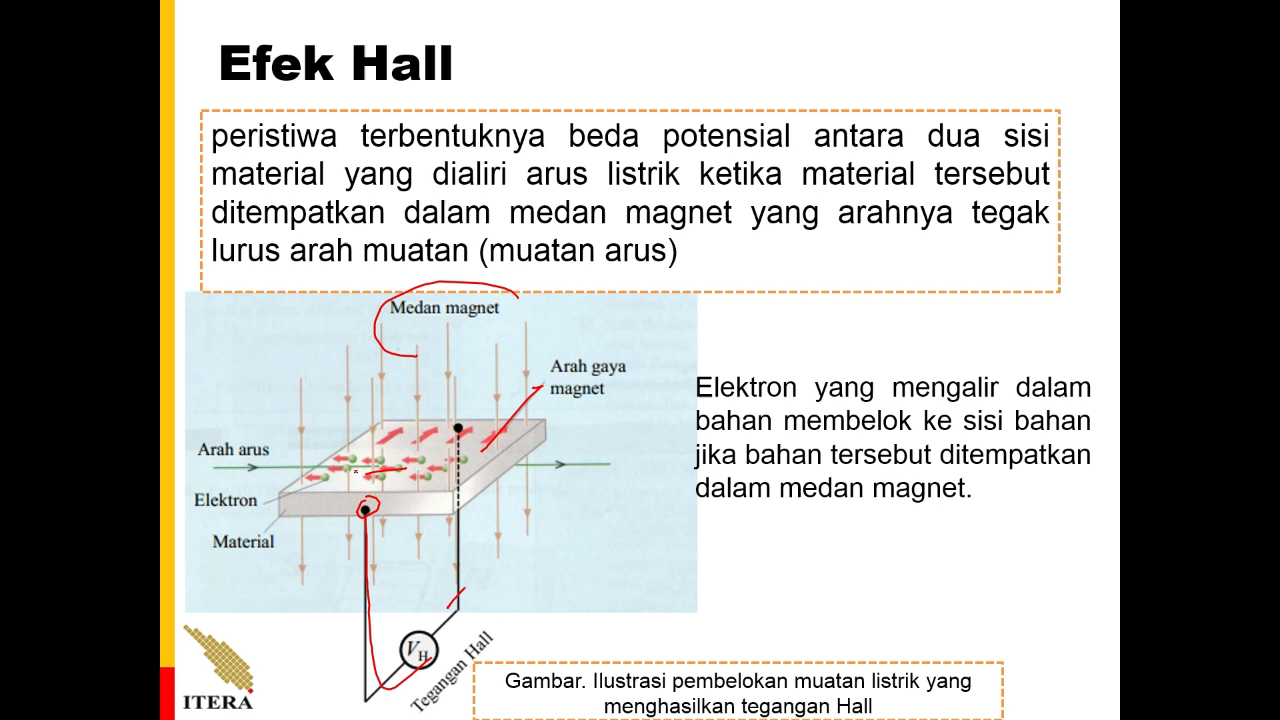 Efek Hall
peristiwa terbentuknya beda potensial antara dua sisi
material yang dialiri arus listrik ketika material tersebut
ditempatkan dalam medan magnet yang arahnya tegak
lurus arah muatan (muatan arus)
Medan magnet
Arah gaya
magnet
Arah arus
Elektron
Material
VH
Tegangan Hall
Elektron yang mengalir dalam
bahan membelok ke sisi bahan
jika bahan tersebut ditempatkan
dalam medan magnet.
ITERA
Gambar. Ilustrasi pembelokan muatan listrik yang
menghasilkan tegangan Hall